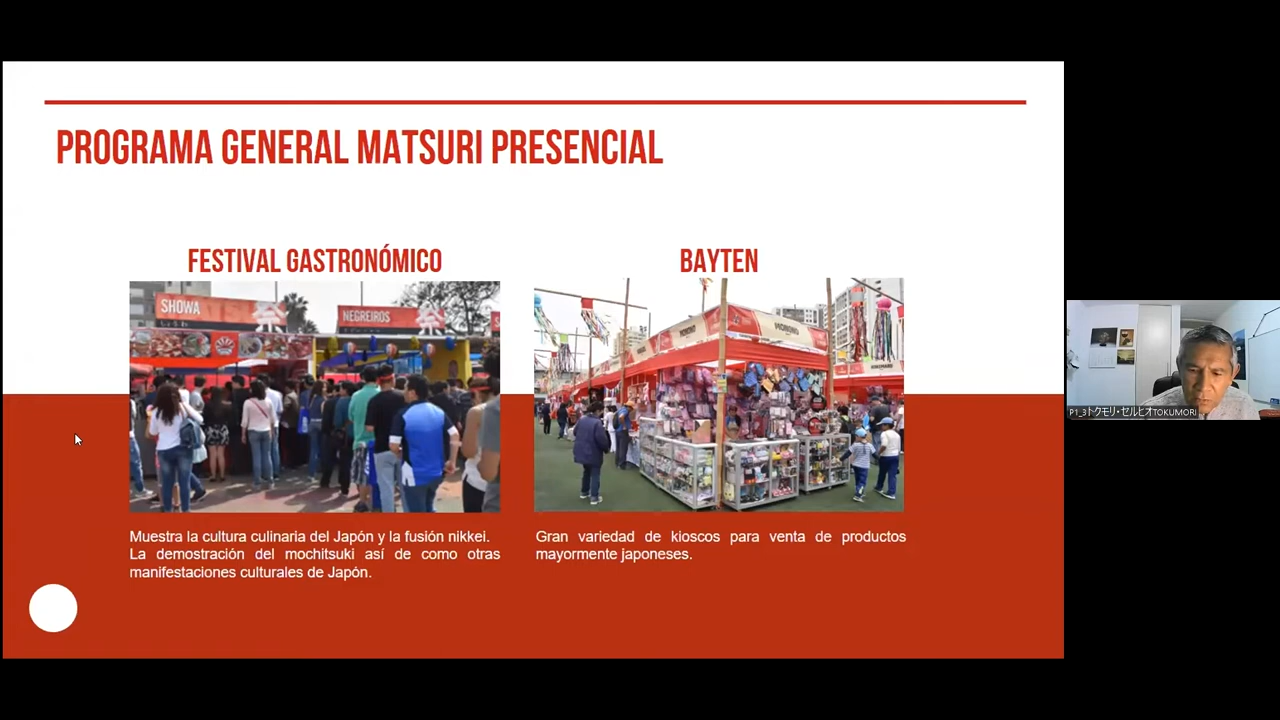 PROGRAMA GENERAL MATSURI PRESENCIAL
FESTIVAL GASTRONÓMICO
BAYTEN
SHOWA
NEGREIROS
Muestra la cultura culinaria del Japón y la fusión nikkei.
La demostración del mochitsuki así de como otras
manifestaciones culturales de Japón.
Gran variedad de kioscos para venta de productos
mayormente japoneses.
P1_3トクモリ・セルヒオTOKUMORI